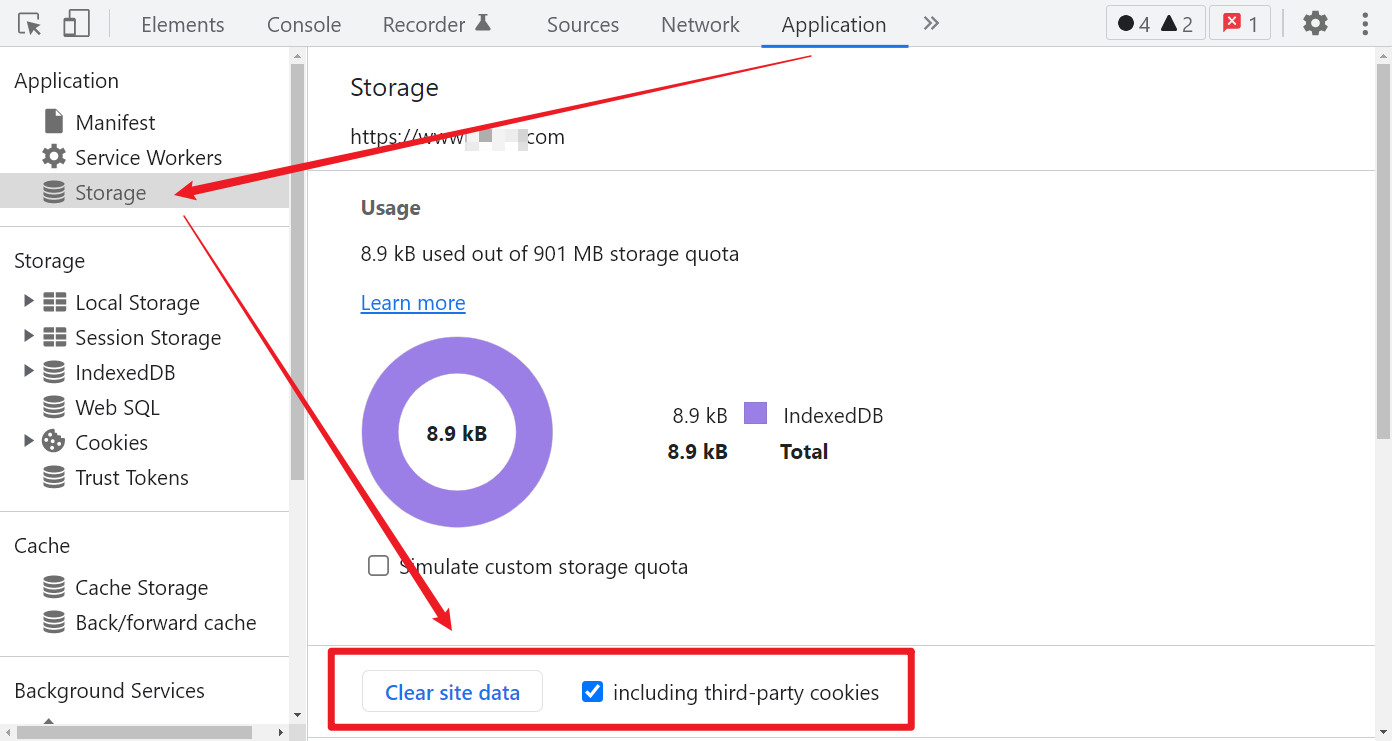 Elements Console Recorder Sources Network Application 4 2 1
Application
Manifest
Service Workers
Storage
Storage
Local Storage
Session Storage
IndexedDB
Web SQL
Cookies
Trust Tokens
Cache
Cache Storage
Back/forward cache
Background Services
Storage
https://www com
Usage
8.9 kB used out of 901 MB storage quota
Learn more
8.9 kB
8.9 kB IndexedDB
8.9 kB Total
Simulate custom storage quota
Clear site data including third-party cookies